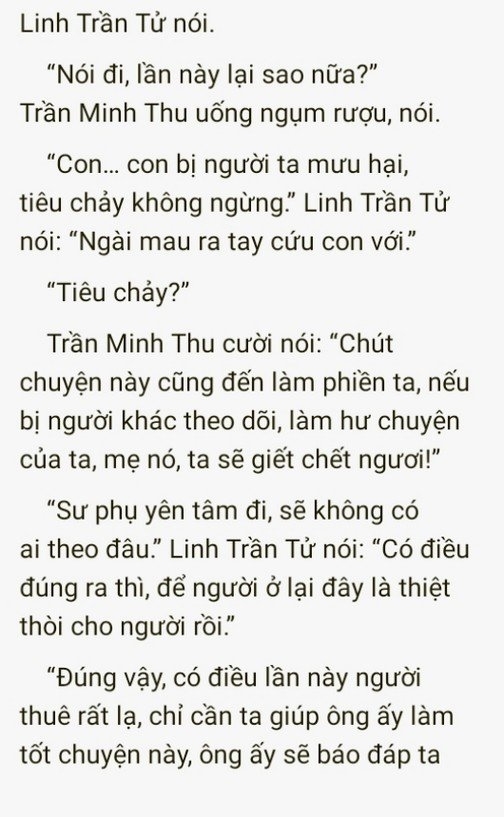 Linh Trần Tử nói.
“Nói đi, lần này lại sao nữa?”
Trần Minh Thu uống ngụm rượu, nói.
“Con... con bị người ta mưu hại,
tiêu chảy không ngừng.” Linh Trần Tử
nói: “Ngài mau ra tay cứu con với.”
“Tiêu chảy?”
Trần Minh Thu cười nói: “Chút
chuyện này cũng đến làm phiền ta, nếu
bị người khác theo dõi, làm hư chuyện
của ta, mẹ nó, ta sẽ giết chết ngươi!”
“Sư phụ yên tâm đi, sẽ không có
ai theo đâu.” Linh Trần Tử nói: “Có điều
đúng ra thì, để người ở lại đây là thiệt
thòi cho người rồi.”
“Đúng vậy, có điều lần này người
thuê rất lạ, chỉ cần ta giúp ông ấy làm
tốt chuyện này, ông ấy sẽ báo đáp ta